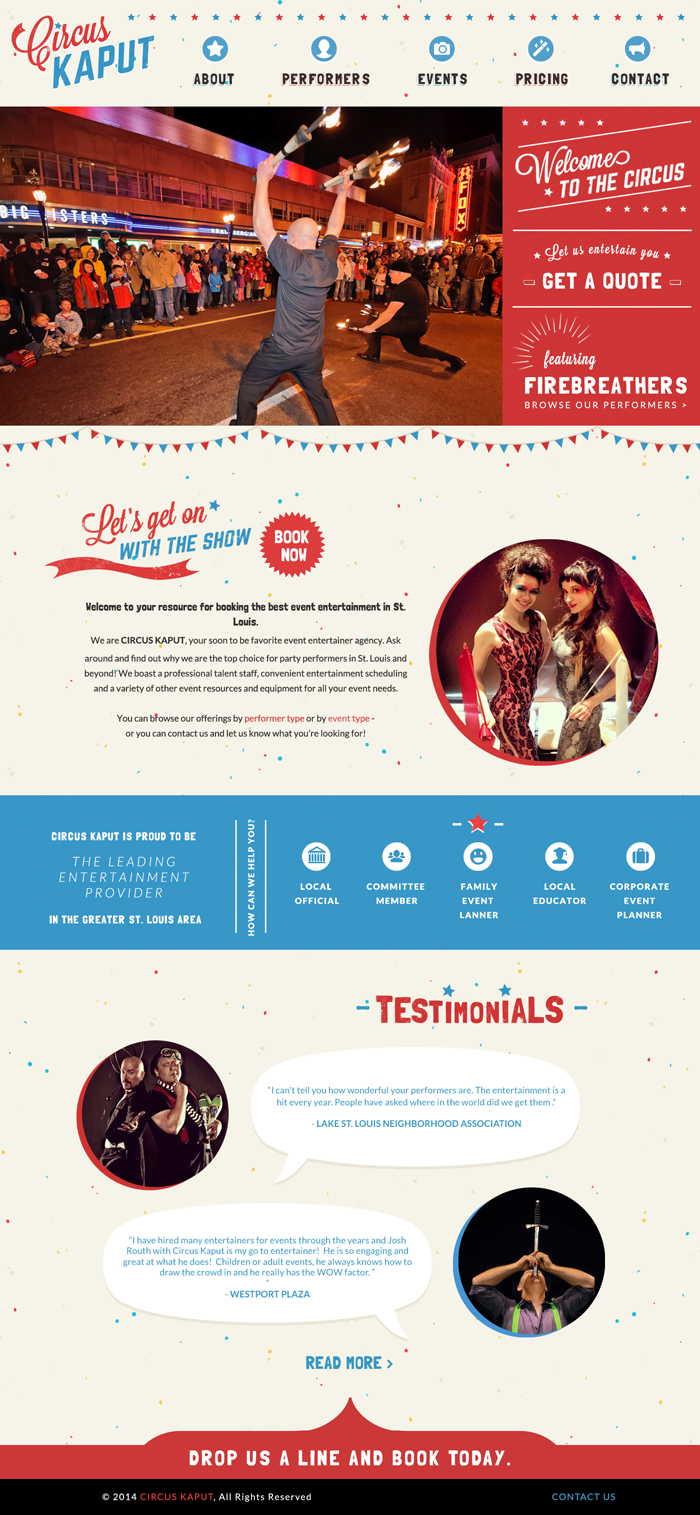 Circus
KAPUT
ABOUT
PERFORMERS
EVENTS
PRICING
CONTACT
BIG SISTERS
FOX
Welcome
TO THE CIRCUS
Let us entertain you
GET A QUOTE
featuring
FIREBREATHERS
BROWSE OUR PERFORMERS >
Let's get on
WITH THE SHOW
BOOK
NOW
Welcome to your resource for booking the best event entertainment in St.
Louis.
We are CIRCUS KAPUT, your soon to be favorite event entertainer agency. Ask
around and find out why we are the top choice for party performers in St. Louis and
beyond! We boast a professional talent staff, convenient entertainment scheduling
and a variety of other event resources and equipment for all your event needs.
You can browse our offerings by performer type or by event type -
or you can contact us and let us know what you're looking for!
CIRCUS KAPUT IS PROUD TO BE
THE LEADING
ENTERTAINMENT
PROVIDER
IN THE GREATER ST. LOUIS AREA
HOW CAN WE HELP YOU?
LOCAL
OFFICIAL
COMMITTEE
MEMBER
FAMILY
EVENT
LANNER
LOCAL
EDUCATOR
CORPORATE
EVENT
PLANNER
TESTIMONIALS
"I can't tell you how wonderful your performers are. The entertainment is a
hit every year. People have asked where in the world did we get them."
- LAKE ST. LOUIS NEIGHBORHOOD ASSOCIATION
"I have hired many entertainers for events through the years and Josh
Routh with Circus Kaput is my go to entertainer! He is so engaging and
great at what he does! Children or adult events, he always knows how to
draw the crowd in and he really has the WOW factor. "
"
- WESTPORT PLAZA
READ MORE >
DROP US A LINE AND BOOK TODAY.
© 2014 CIRCUS KAPUT, All Rights Reserved
CONTACT US